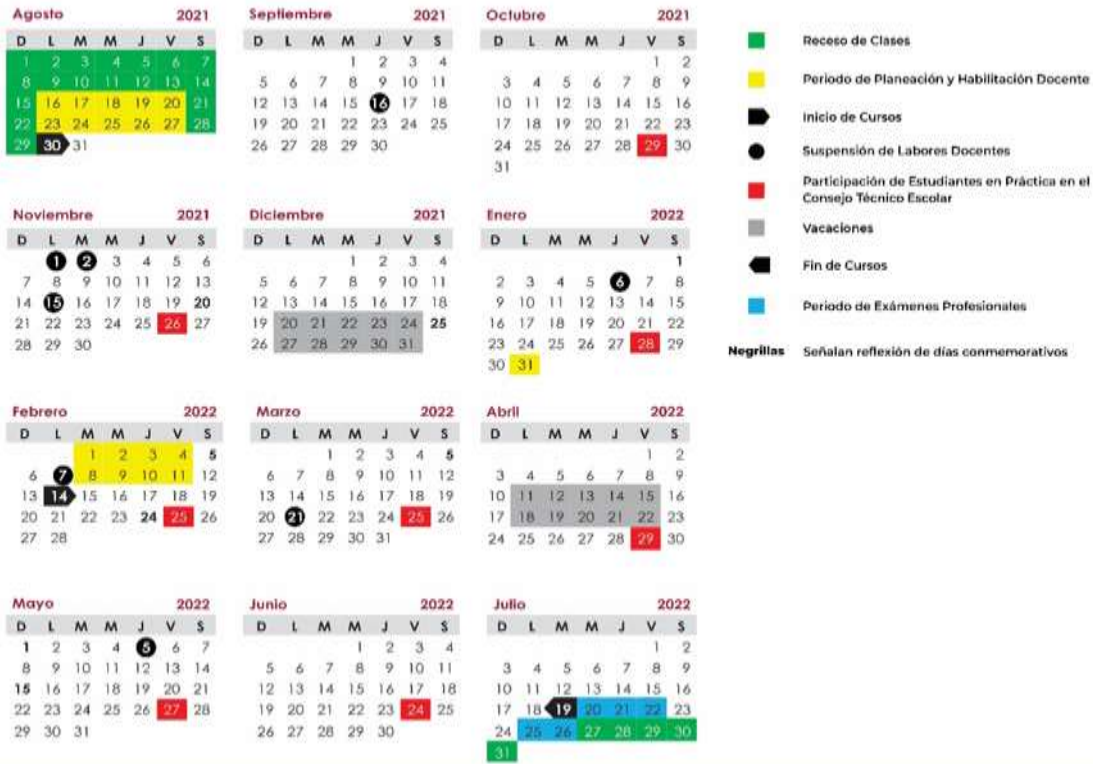 Agosto 2021
D L M M J V S
1 2 3 4 5 6 7
8 9 10 11 12 13 14
15 16 17 18 19 20 21
22 23 24 25 26 27 28
29 30 31
Septiembre 2021
D L M M J V S
1 2 3 4
5 6 7 8 9 10 11
12 13 14 15 16 17 18
19 20 21 22 23 24 25
26 27 28 29 30
Octubre 2021
D L M M J V S
1 2
3 4 5 6 7 8 9
10 11 12 13 14 15 16
17 18 19 20 21 22 23
24 25 26 27 28 29 30
31
Noviembre 2021
D L M M J V S
1 2 3 4 5 6
7 8 9 10 11 12 13
14 15 16 17 18 19 20
21 22 23 24 25 26 27
28 29 30
Diciembre 2021
D L M M J V S
1 2 3 4
5 6 7 8 9 10 11
12 13 14 15 16 17 18
19 20 21 22 23 24 25
26 27 28 29 30 31
Enero 2022
D L M M J V S
1
2 3 4 5 6 7 8
9 10 11 12 13 14 15
16 17 18 19 20 21 22
23 24 25 26 27 28 29
30 31
Febrero 2022
D L M M J V S
1 2 3 4 5
6 7 8 9 10 11 12
13 14 15 16 17 18 19
20 21 22 23 24 25 26
27 28
Marzo 2022
D L M M J V S
1 2 3 4 5
6 7 8 9 10 11 12
13 14 15 16 17 18 19
20 21 22 23 24 25 26
27 28 29 30 31
Abril 2022
D L M M J V S
1 2
3 4 5 6 7 8 9
10 11 12 13 14 15 16
17 18 19 20 21 22 23
24 25 26 27 28 29 30
Mayo 2022
D L M M J V S
1 2 3 4 5 6 7
8 9 10 11 12 13 14
15 16 17 18 19 20 21
22 23 24 25 26 27 28
29 30 31
Junio 2022
D L M M J V S
1 2 3 4
5 6 7 8 9 10 11
12 13 14 15 16 17 18
19 20 21 22 23 24 25
26 27 28 29 30
Julio 2022
D L M M J V S
1 2
3 4 5 6 7 8 9
10 11 12 13 14 15 16
17 18 19 20 21 22 23
24 25 26 27 28 29 30
31
Receso de Clases
Periodo de Planeación y Habilitación Docente
Inicio de Cursos
Suspensión de Labores Docentes
Participación de Estudiantes en Práctica en el
Consejo Técnico Escolar
Vacaciones
Fin de Cursos
Periodo de Exámenes Profesionales
Negrillas Señalan reflexión de días conmemorativos